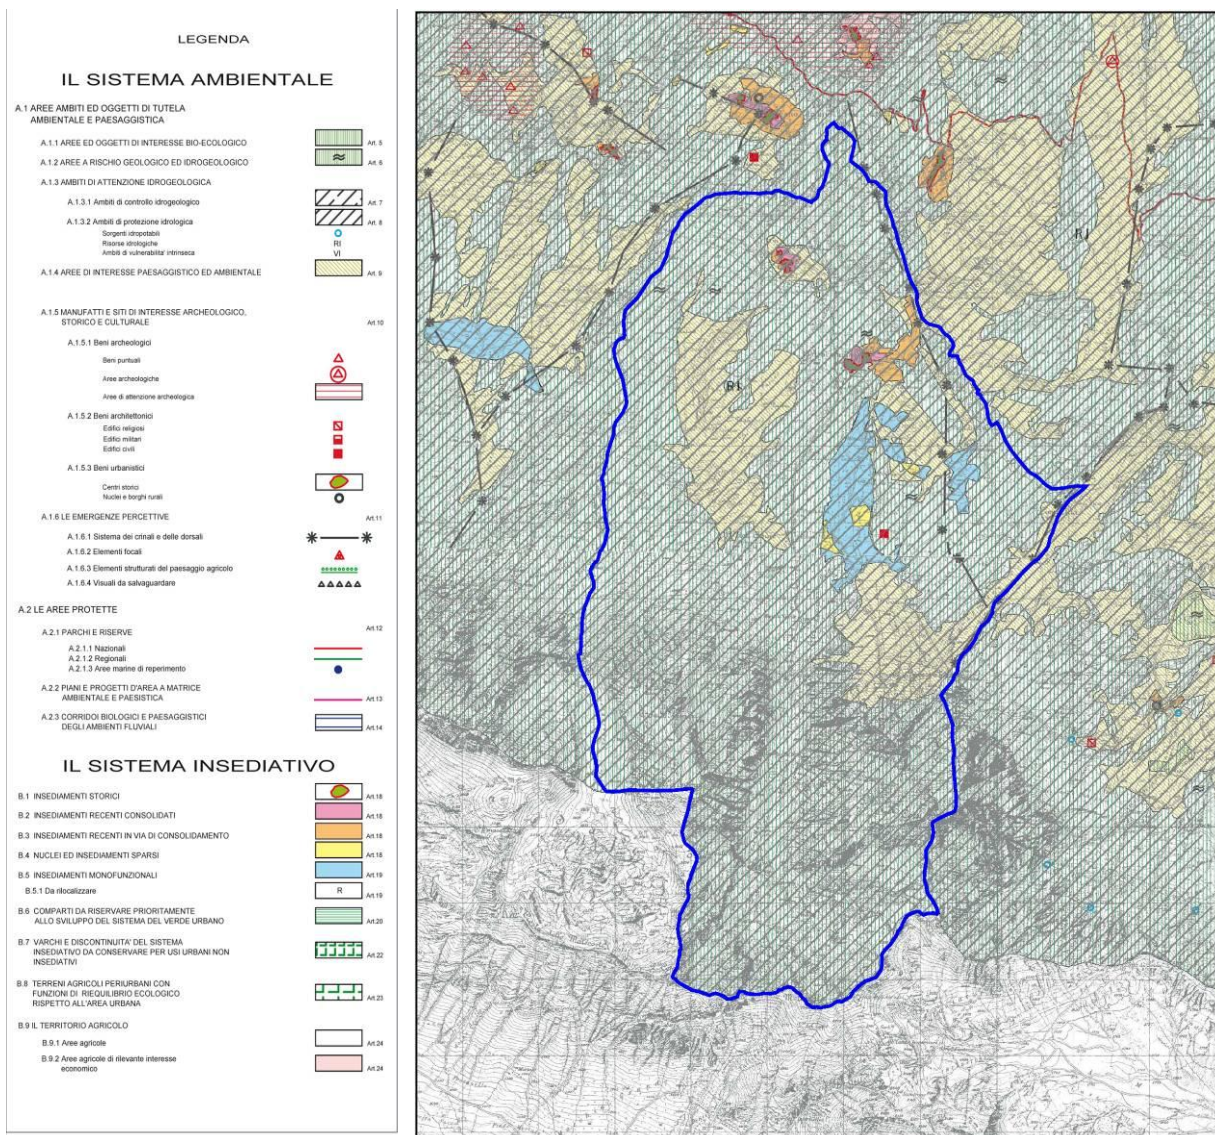 LEGENDA
IL SISTEMA AMBIENTALE
A.1 AREE AMBITI ED OGGETTI DI TUTELA
AMBIENTALE E PAESAGGISTICA
A.1.1 AREE ED OGGETTI DI INTERESSE BIO-ECOLOGICO Art. 5
A.1.2 AREE A RISCHIO GEOLOGICO ED IDROGEOLOGICO Art. 6
A.1.3 AMBITI DI ATTENZIONE IDROGEOLOGICA
A.1.3.1 Ambiti di controllo idrogeologico Art. 7
A.1.3.2 Ambiti di protezione idrologica Art. 8
Sorgenti idropotabili
Risorse idrologiche RI
Ambiti di vulnerabilita' intrinseca VI
A.1.4 AREE DI INTERESSE PAESAGGISTICO ED AMBIENTALE Art. 9
A.1.5 MANUFATTI E SITI DI INTERESSE ARCHEOLOGICO,
STORICO E CULTURALE Art.10
A.1.5.1 Beni archeologici
Beni puntuali
Aree archeologiche
Aree di attenzione archeologica
A.1.5.2 Beni architettonici
Edifici religiosi
Edifici militari
Edifici civili
A.1.5.3 Beni urbanistici
Centri storici
Nuclei e borghi rurali
A.1.6 LE EMERGENZE PERCETTIVE Art.11
A.1.6.1 Sistema dei crinali e delle dorsali
A.1.6.2 Elementi focali
A.1.6.3 Elementi strutturati del paesaggio agricolo
A.1.6.4 Visuali da salvaguardare
A.2 LE AREE PROTETTE
A.2.1 PARCHI E RISERVE Art.12
A.2.1.1 Nazionali
A.2.1.2 Regionali
A.2.1.3 Aree marine di reperimento
A.2.2 PIANI E PROGETTI D'AREA A MATRICE
AMBIENTALE E PAESISTICA Art.13
A.2.3 CORRIDOI BIOLOGICI E PAESAGGISTICI
DEGLI AMBIENTI FLUVIALI Art.14
IL SISTEMA INSEDIATIVO
B.1 INSEDIAMENTI STORICI Art.18
B.2 INSEDIAMENTI RECENTI CONSOLIDATI Art.18
B.3 INSEDIAMENTI RECENTI IN VIA DI CONSOLIDAMENTO Art.18
B.4 NUCLEI ED INSEDIAMENTI SPARSI Art.18
B.5 INSEDIAMENTI MONOFUNZIONALI Art.19
B.5.1 Da rilocalizzare R Art.19
B.6 COMPARTI DA RISERVARE PRIORITAMENTE
ALLO SVILUPPO DEL SISTEMA DEL VERDE URBANO Art.20
B.7 VARCHI E DISCONTINUITA' DEL SISTEMA
INSEDIATIVO DA CONSERVARE PER USI URBANI NON
INSEDIATIVI Art.22
B.8 TERRENI AGRICOLI PERIURBANI CON
FUNZIONI DI RIEQUILIBRIO ECOLOGICO
RISPETTO ALL'AREA URBANA Art.23
B.9 IL TERRITORIO AGRICOLO
B.9.1 Aree agricole Art.24
B.9.2 Aree agricole di rilevante interesse
economico Art.24
RI
RI